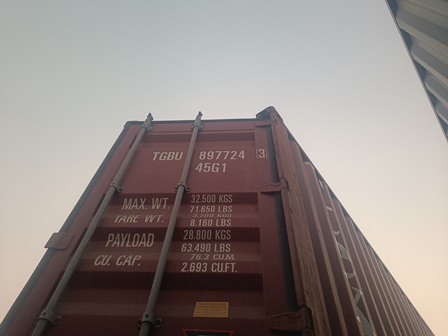 TGBU 897724 3
45G1
MAX. WT. 32.500 KGS
71.650 LBS
TARE WT. 3.700 KGS
8.160 LBS
PAYLOAD 28.800 KGS
63.490 LBS
CU. CAP. 76.3 CU.M.
2.693 CU.FT.